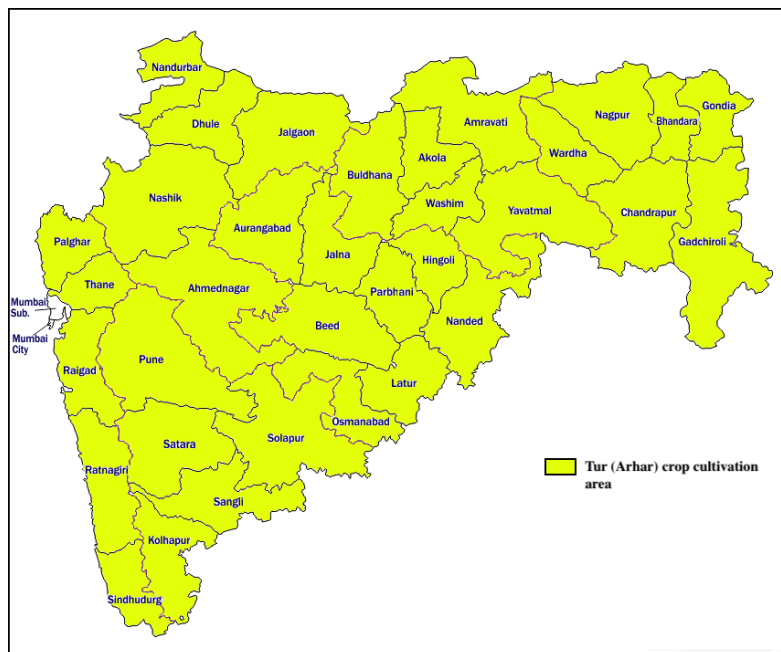 Nandurbar
Dhule
Jalgaon
Buldhana
Akola
Amravati
Wardha
Nagpur
Bhandara
Gondia
Nashik
Aurangabad
Jalna
Washim
Yavatmal
Chandrapur
Gadchiroli
Palghar
Thane
Ahmednagar
Parbhani
Hingoli
Nanded
Mumbai
Sub.
Mumbai
City
Raigad
Pune
Beed
Latur
Osmanabad
Ratnagiri
Satara
Solapur
Sangli
Kolhapur
Sindhudurg
Tur (Arhar) crop cultivation
area